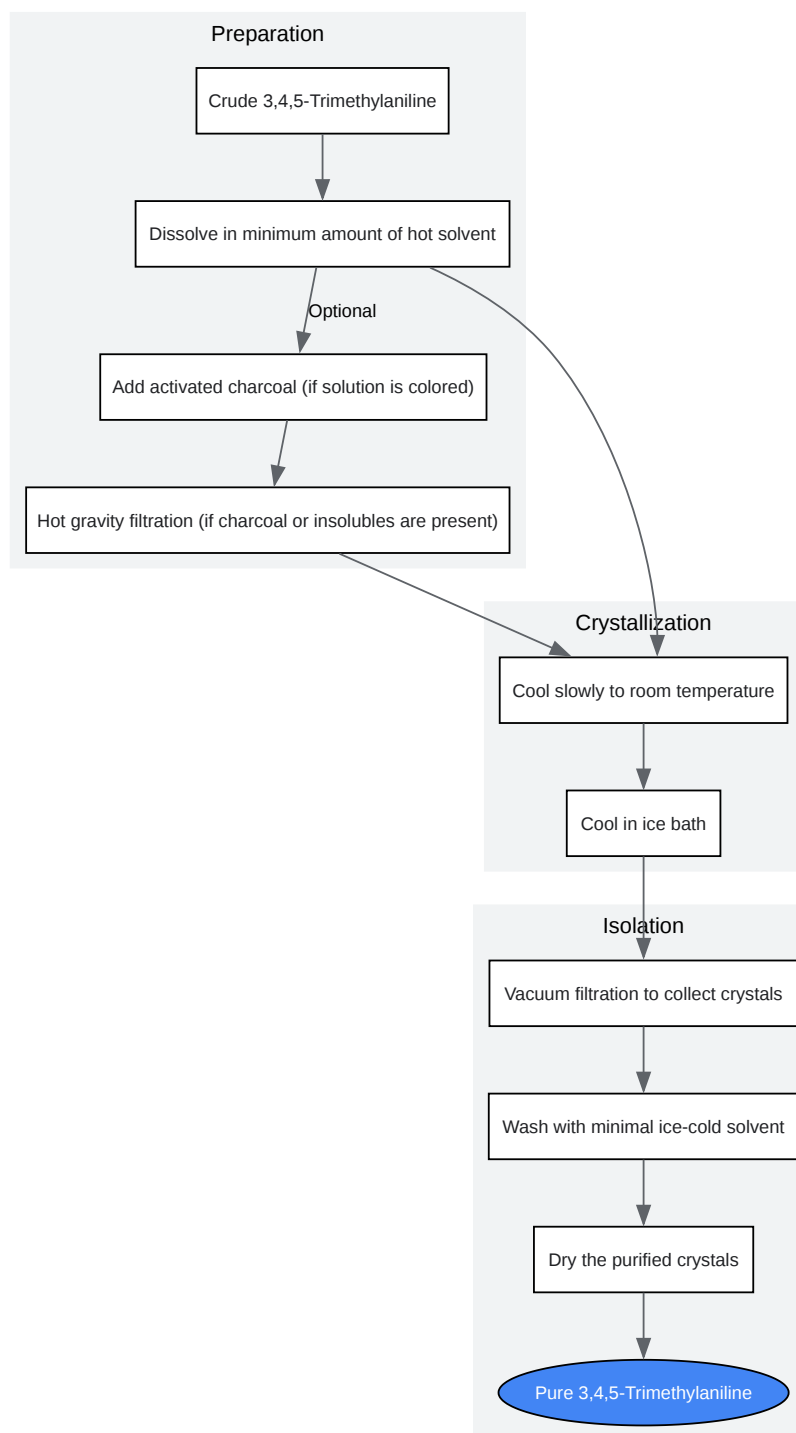 Preparation
Crude 3,4,5-Trimethylaniline
Dissolve in minimum amount of hot solvent
Optional
Add activated charcoal (if solution is colored)
Hot gravity filtration (if charcoal or insolubles are present)
Crystallization
Cool slowly to room temperature
Cool in ice bath
Isolation
Vacuum filtration to collect crystals
Wash with minimal ice-cold solvent
Dry the purified crystals
Pure 3,4,5-Trimethylaniline